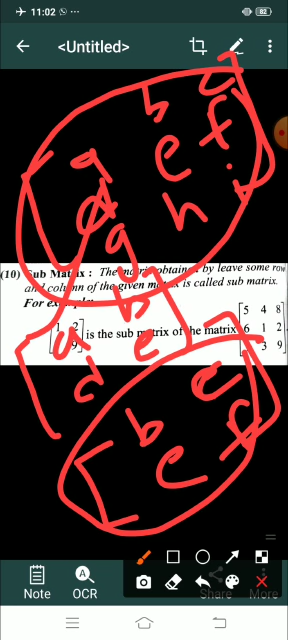 11:02
82
<Untitled>
b c
a e f
d h i
g
(10) Sub Matrix : The matrix obtained by leave some row
and column of the given matrix is called sub matrix.
For example:
[1 2 9] is the sub matrix of the matrix [5 4 8
6 1 2
3 9].
a b
d e
b c
e f
Note OCR Share More